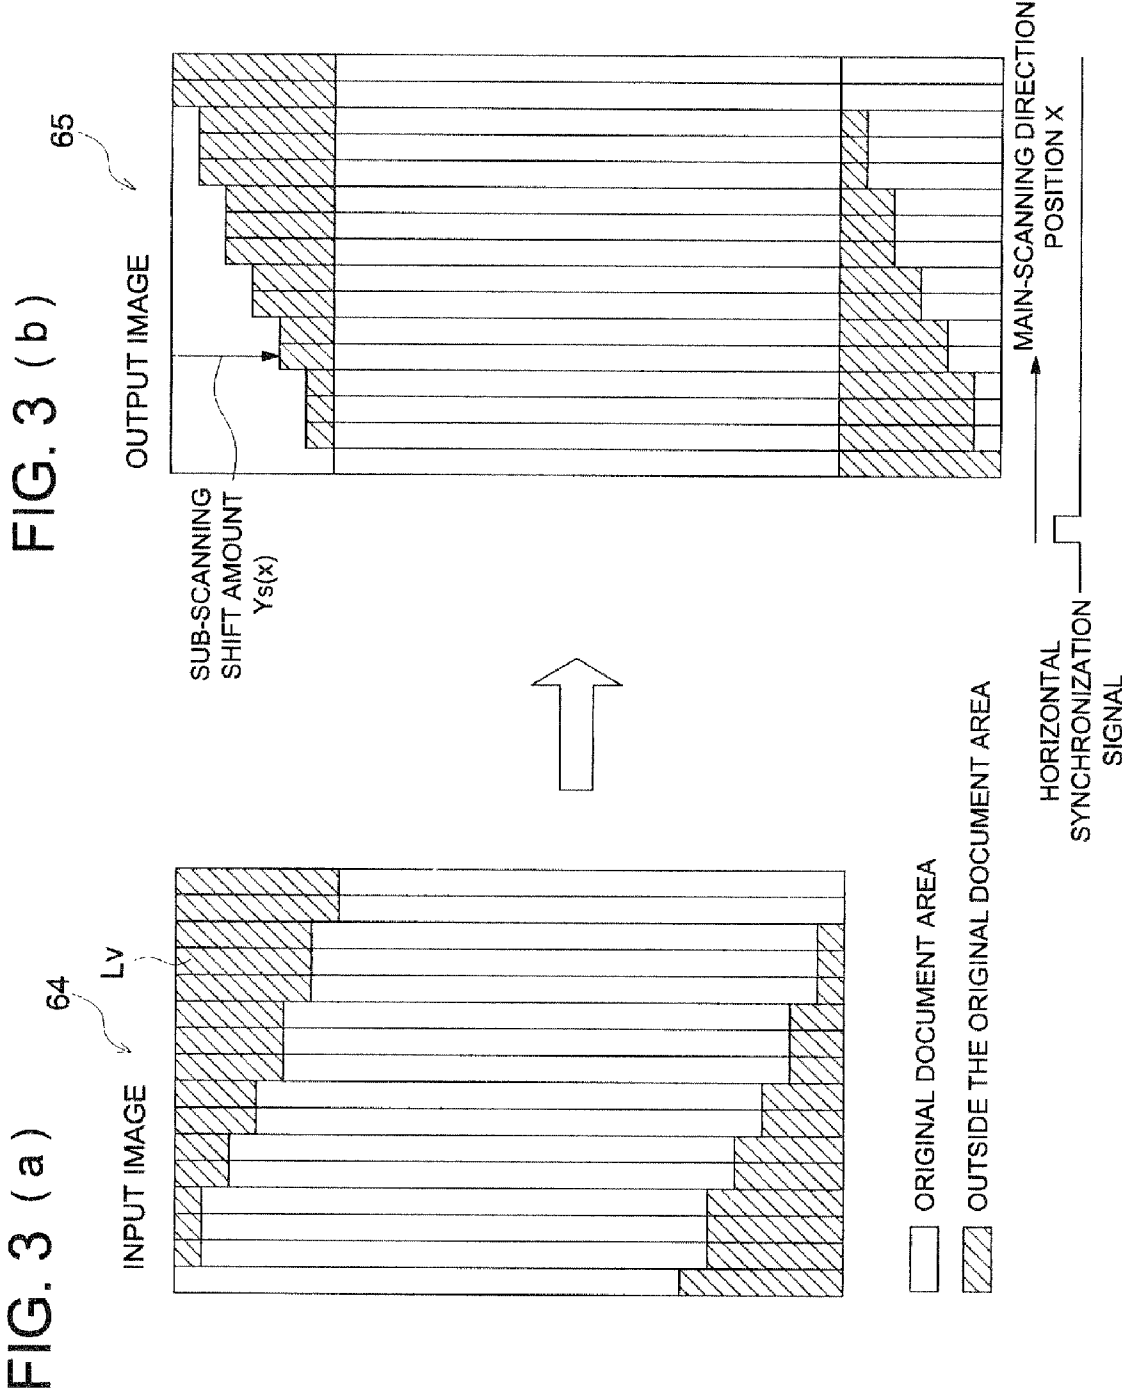 FIG. 3 (a)
INPUT IMAGE
64
Lv
ORIGINAL DOCUMENT AREA
OUTSIDE THE ORIGINAL DOCUMENT AREA
FIG. 3 (b)
OUTPUT IMAGE
65
SUB-SCANNING
SHIFT AMOUNT
Ys(x)
MAIN-SCANNING DIRECTION
POSITION X
HORIZONTAL
SYNCHRONIZATION
SIGNAL